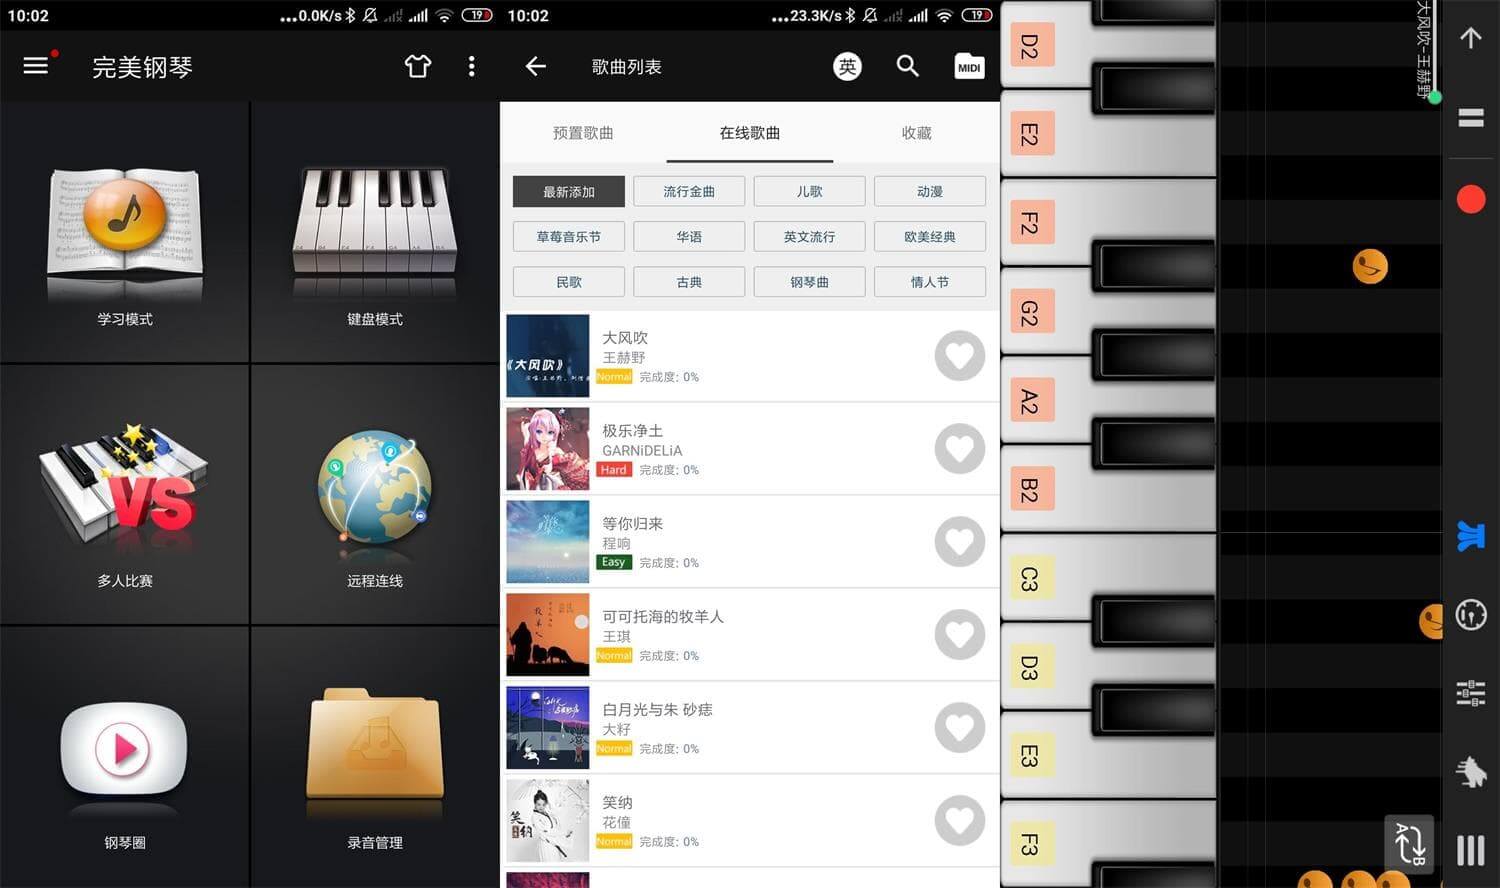 10:02
...0.0K/s
19
完美钢琴
学习模式
键盘模式
VS
多人比赛
远程连线
钢琴圈
录音管理
10:02
...23.3K/s
19
歌曲列表
英
MIDI
预置歌曲
在线歌曲
收藏
最新添加
流行金曲
儿歌
动漫
草莓音乐节
华语
英文流行
欧美经典
民歌
古典
钢琴曲
情人节
《大风吹》
大风吹
王赫野
Normal 完成度: 0%
极乐净土
GARNiDELiA
Hard 完成度: 0%
等你归来
程响
Easy 完成度: 0%
牧羊人
可可托海的牧羊人
王琪
Normal 完成度: 0%
白月光与朱 砂痣
大籽
Normal 完成度: 0%
笑纳
笑纳
花僮
Normal 完成度: 0%
大风吹-王赫野
D2
E2
F2
G2
A2
B2
C3
D3
E3
F3
A
B